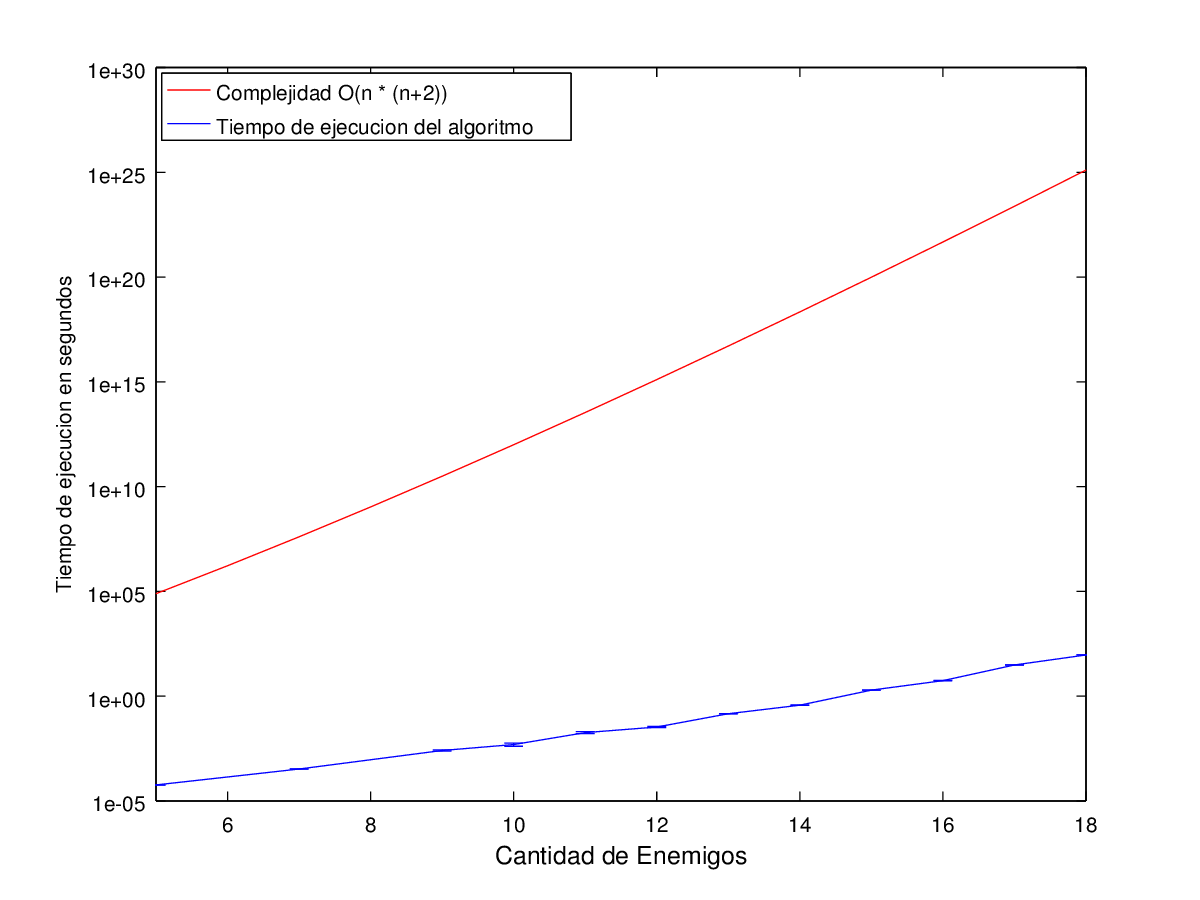 1e+30
Complejidad O(n * (n+2))
Tiempo de ejecucion del algoritmo
1e+25
1e+20
1e+15
1e+10
1e+05
1e+00
1e-05
Tiempo de ejecucion en segundos
6 8 10 12 14 16 18
Cantidad de Enemigos